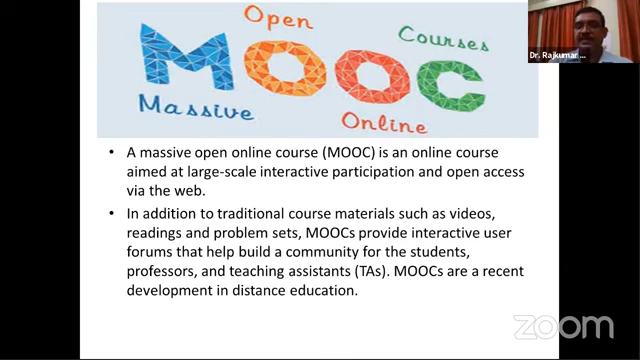 Open
Courses
MOOC
Massive
Online
Dr. Rajkumar ...
• A massive open online course (MOOC) is an online course
aimed at large-scale interactive participation and open access
via the web.
• In addition to traditional course materials such as videos,
readings and problem sets, MOOCs provide interactive user
forums that help build a community for the students,
professors, and teaching assistants (TAs). MOOCs are a recent
development in distance education.
zoom